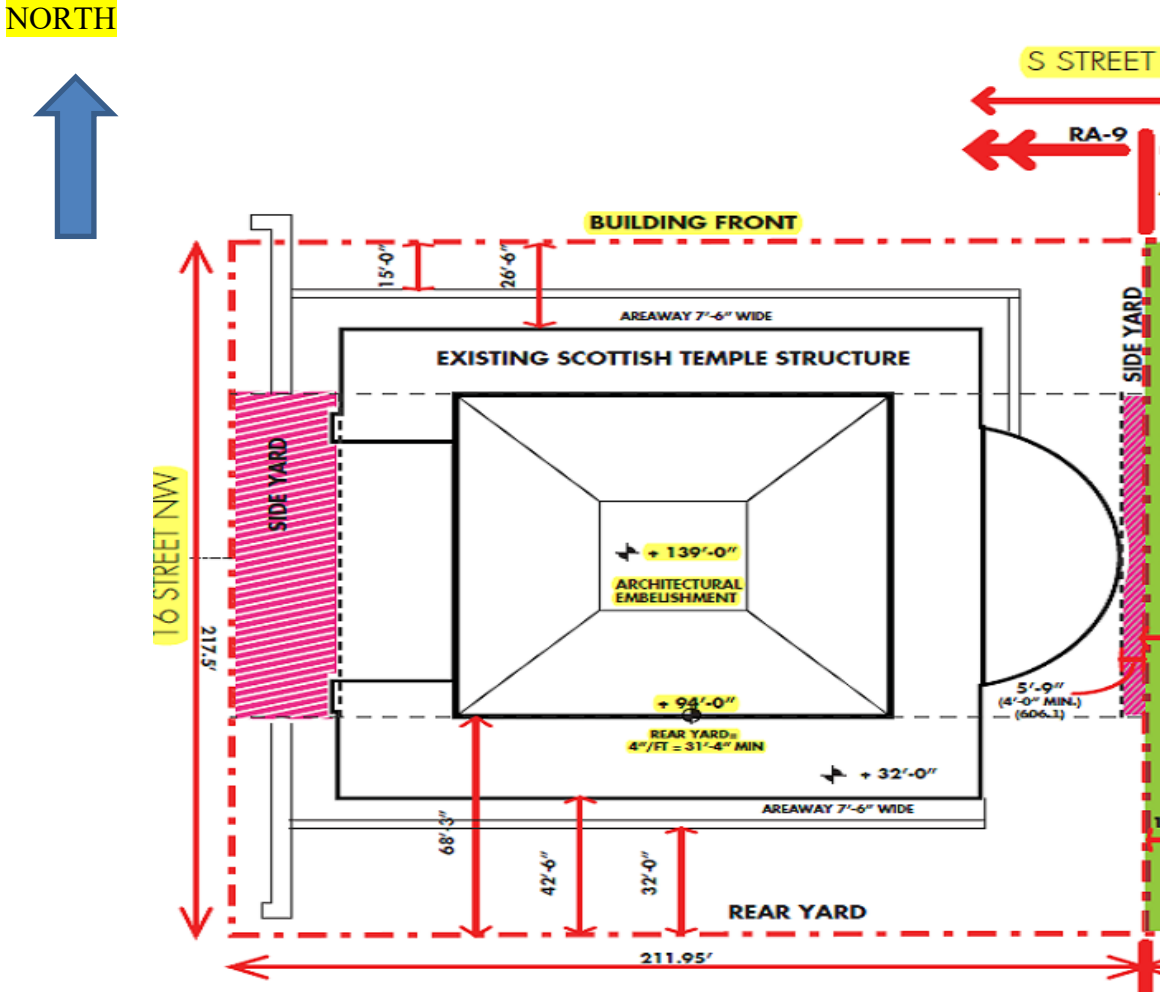 NORTH
S STREET
RA-9
BUILDING FRONT
15'-0"
26'-6"
AREAWAY 7'-6" WIDE
SIDE YARD
EXISTING SCOTTISH TEMPLE STRUCTURE
SIDE YARD
16 STREET NW
217.5'
+ 139'-0"
ARCHITECTURAL
EMBELISHMENT
5'-9"
(4'-0" MIN.)
(606.1)
+ 94'-0"
REAR YARD=
4"/FT = 31'-4" MIN
+ 32'-0"
AREAWAY 7'-6" WIDE
68'-3"
42'-6"
32'-0"
REAR YARD
211.95'